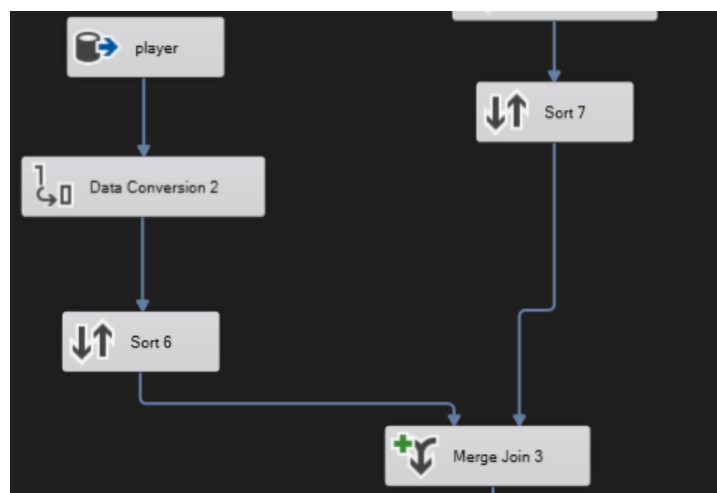 player
Sort 7
Data Conversion 2
Sort 6
Merge Join 3